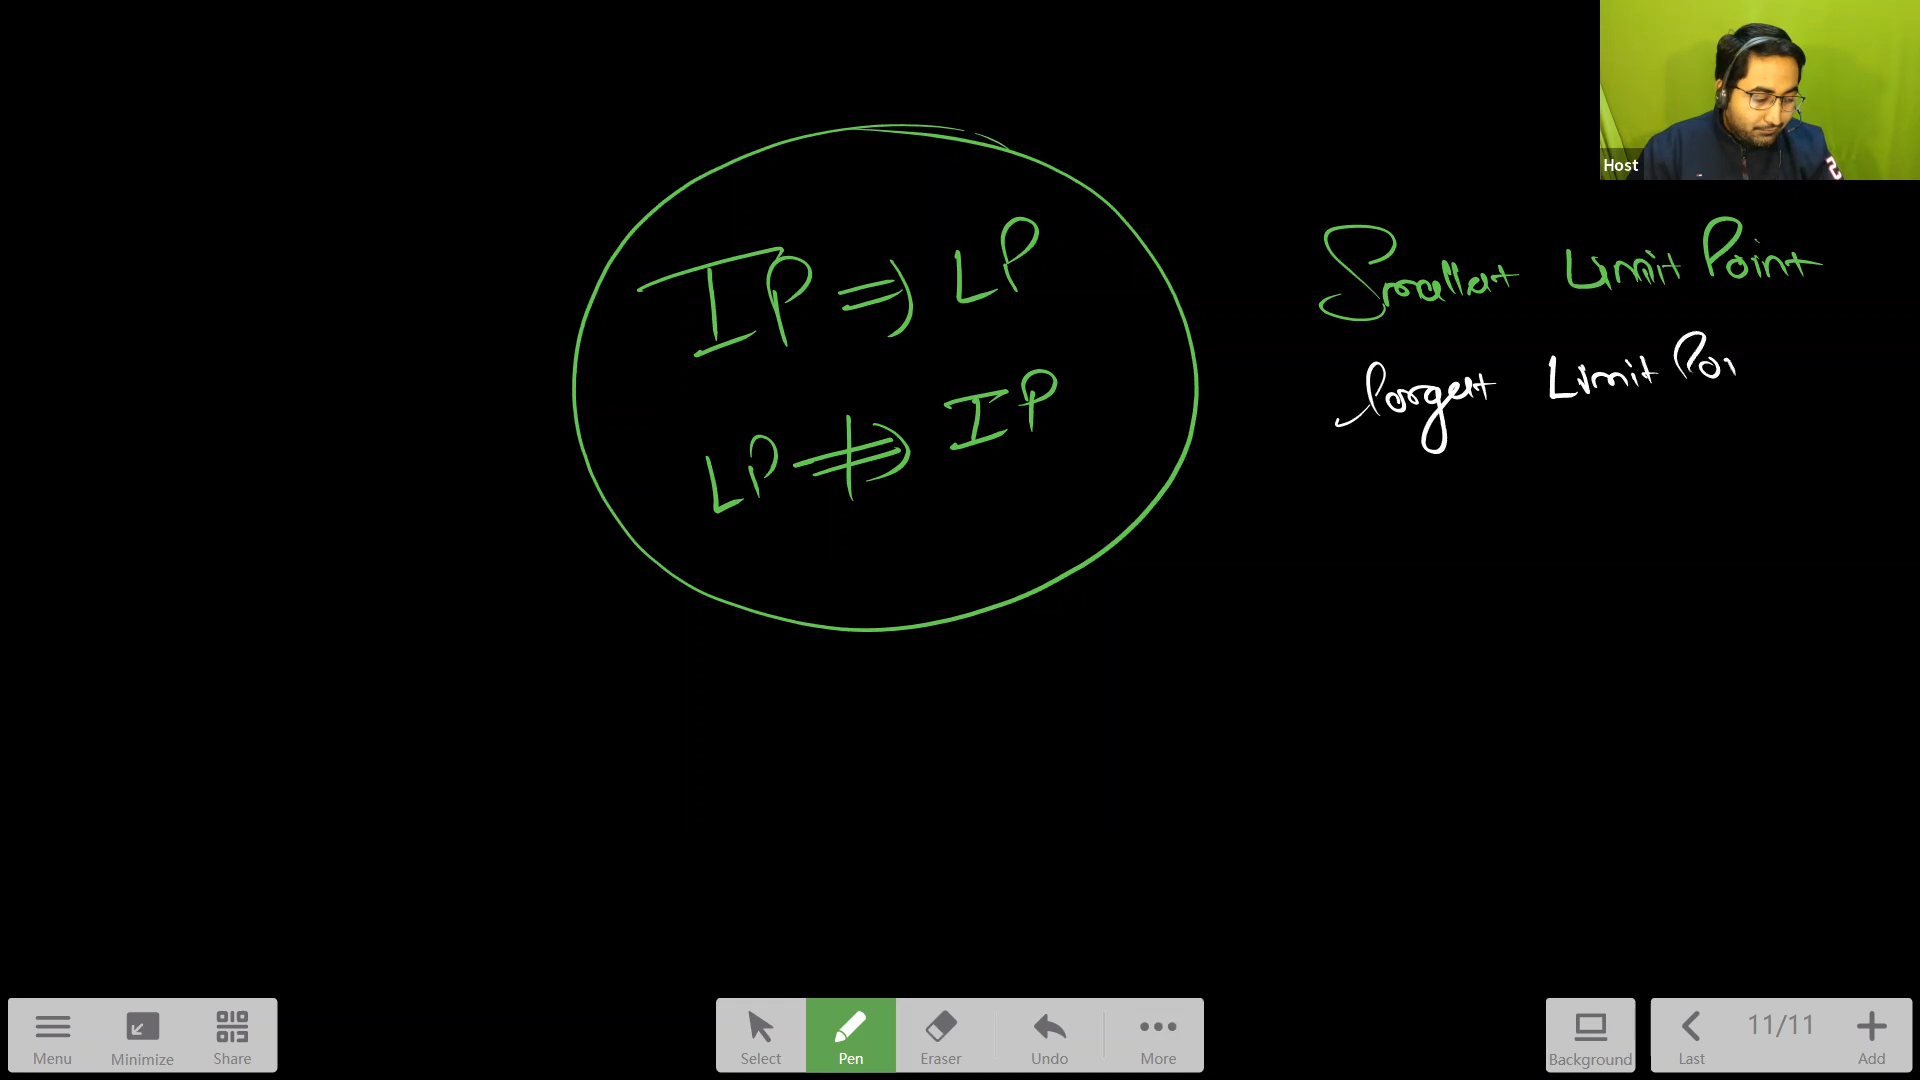 Host
IP ⇒ LP
LP ⇏ IP
Smallest Limit Point
largest Limit Poi
Menu
Minimize
Share
Select
Pen
Eraser
Undo
More
Background
Last
11/11
Add